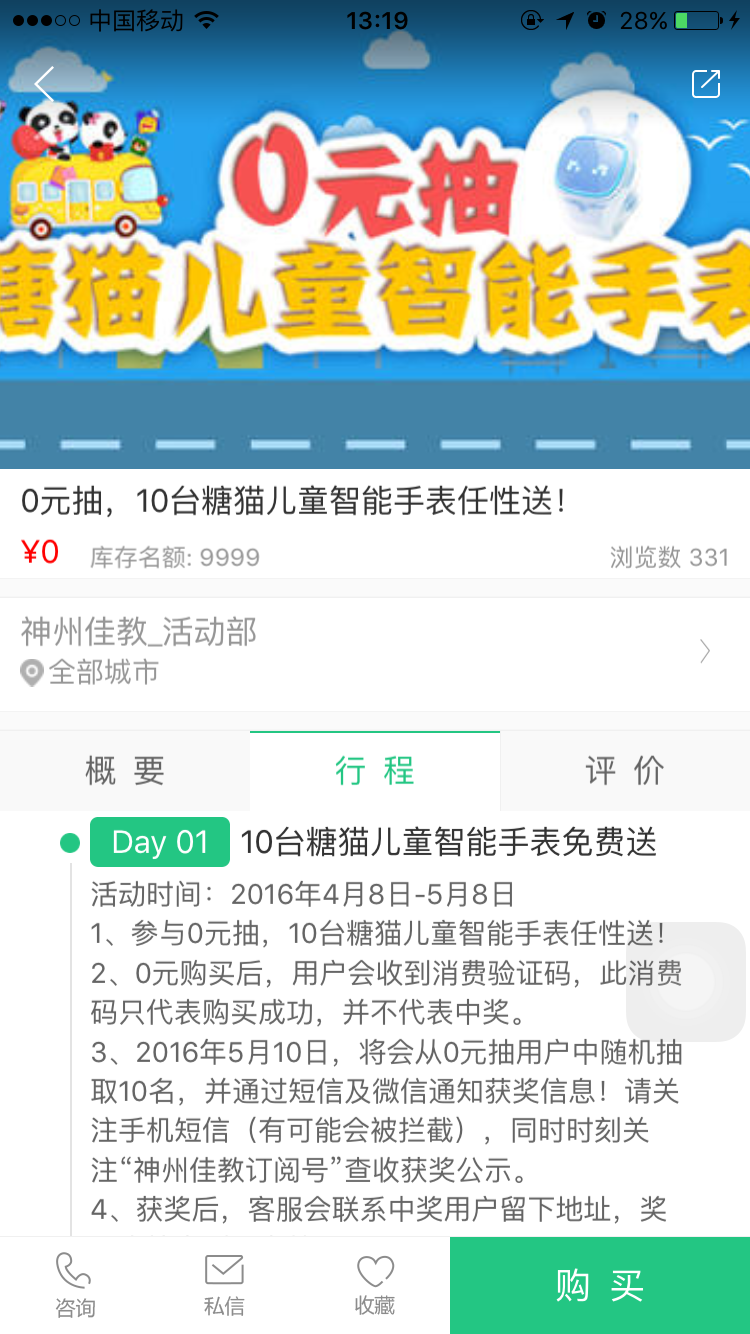 中国移动
13:19
28%
0元抽
糖猫儿童智能手表
0元抽，10台糖猫儿童智能手表任性送！
¥0 库存名额: 9999 浏览数 331
神州佳教_活动部
全部城市
概 要 行 程 评 价
Day 01 10台糖猫儿童智能手表免费送
活动时间：2016年4月8日-5月8日
1、参与0元抽，10台糖猫儿童智能手表任性送！
2、0元购买后，用户会收到消费验证码，此消费
码只代表购买成功，并不代表中奖。
3、2016年5月10日，将会从0元抽用户中随机抽
取10名，并通过短信及微信通知获奖信息！请关
注手机短信（有可能会被拦截），同时时刻关
注“神州佳教订阅号”查收获奖公示。
4、获奖后，客服会联系中奖用户留下地址，奖
咨询 私信 收藏 购 买